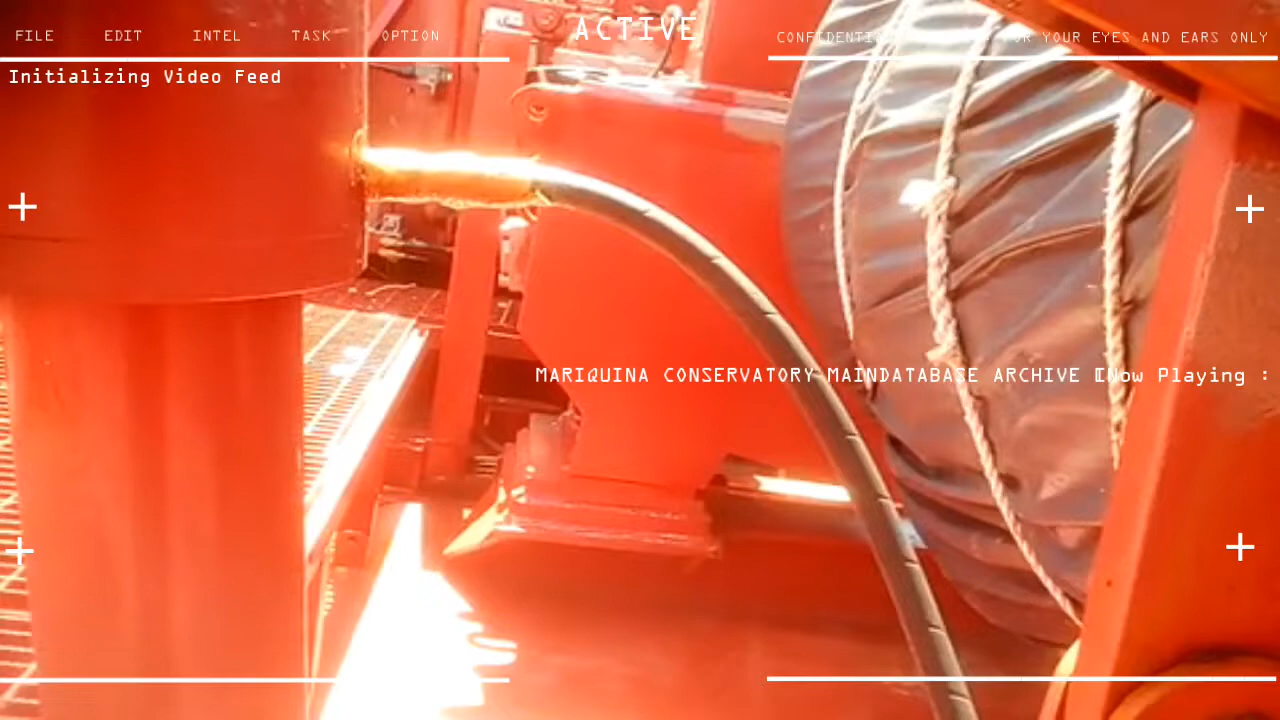 FILE EDIT INTEL TASK OPTION
ACTIVE
FOR YOUR EYES AND EARS ONLY
Initializing Video Feed
MARIQUINA CONSERVATORY MAINDATABASE ARCHIVE
Now Playing :